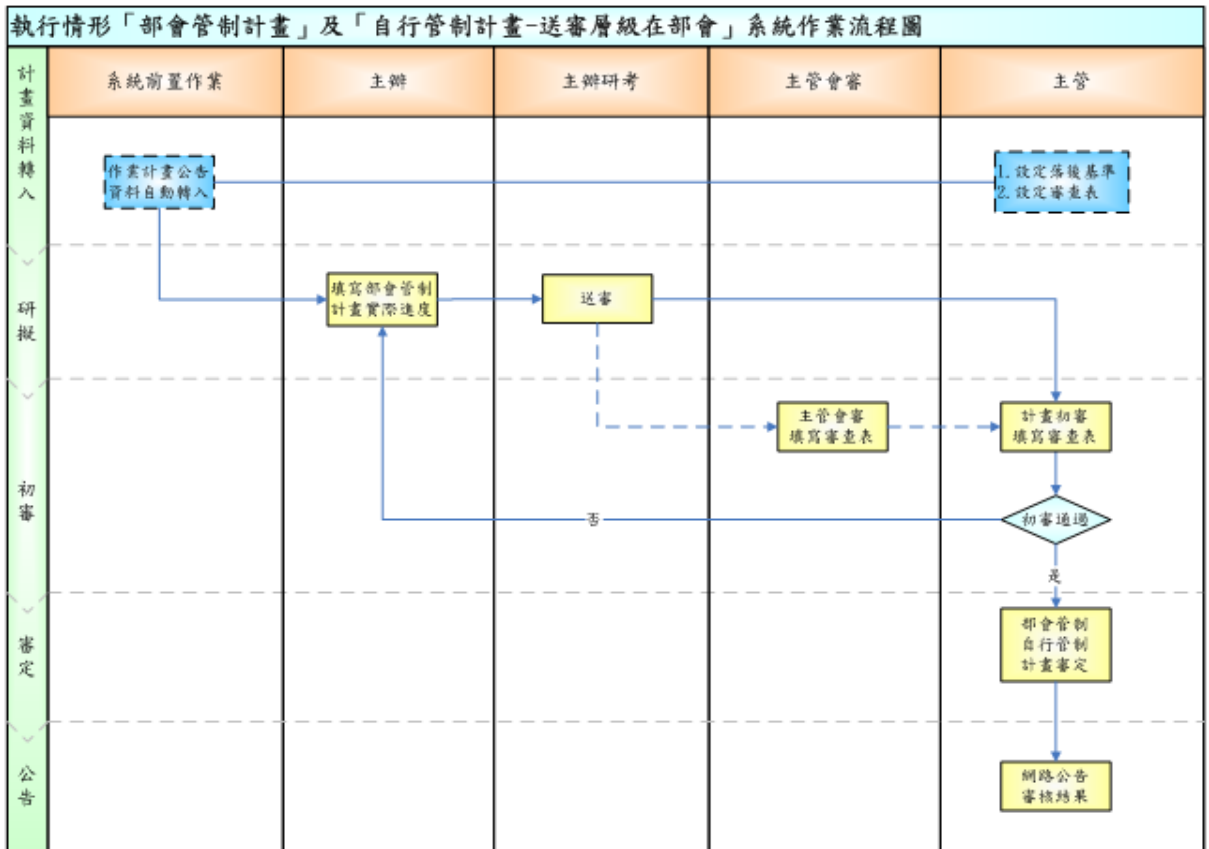 執行情形「部會管制計畫」及「自行管制計畫-送審層級在部會」系統作業流程圖
計畫資料轉入
系統前置作業
主辦
主辦研考
主管會審
主管
作業計畫公告
資料自動轉入
1. 設定落後基準
2. 設定審查表
研擬
填寫部會管制
計畫實際進度
送審
初審
主管會審
填寫審查表
計畫初審
填寫審查表
否
初審通過
是
審定
部會管制
自行管制
計畫審定
公告
網路公告
審核結果